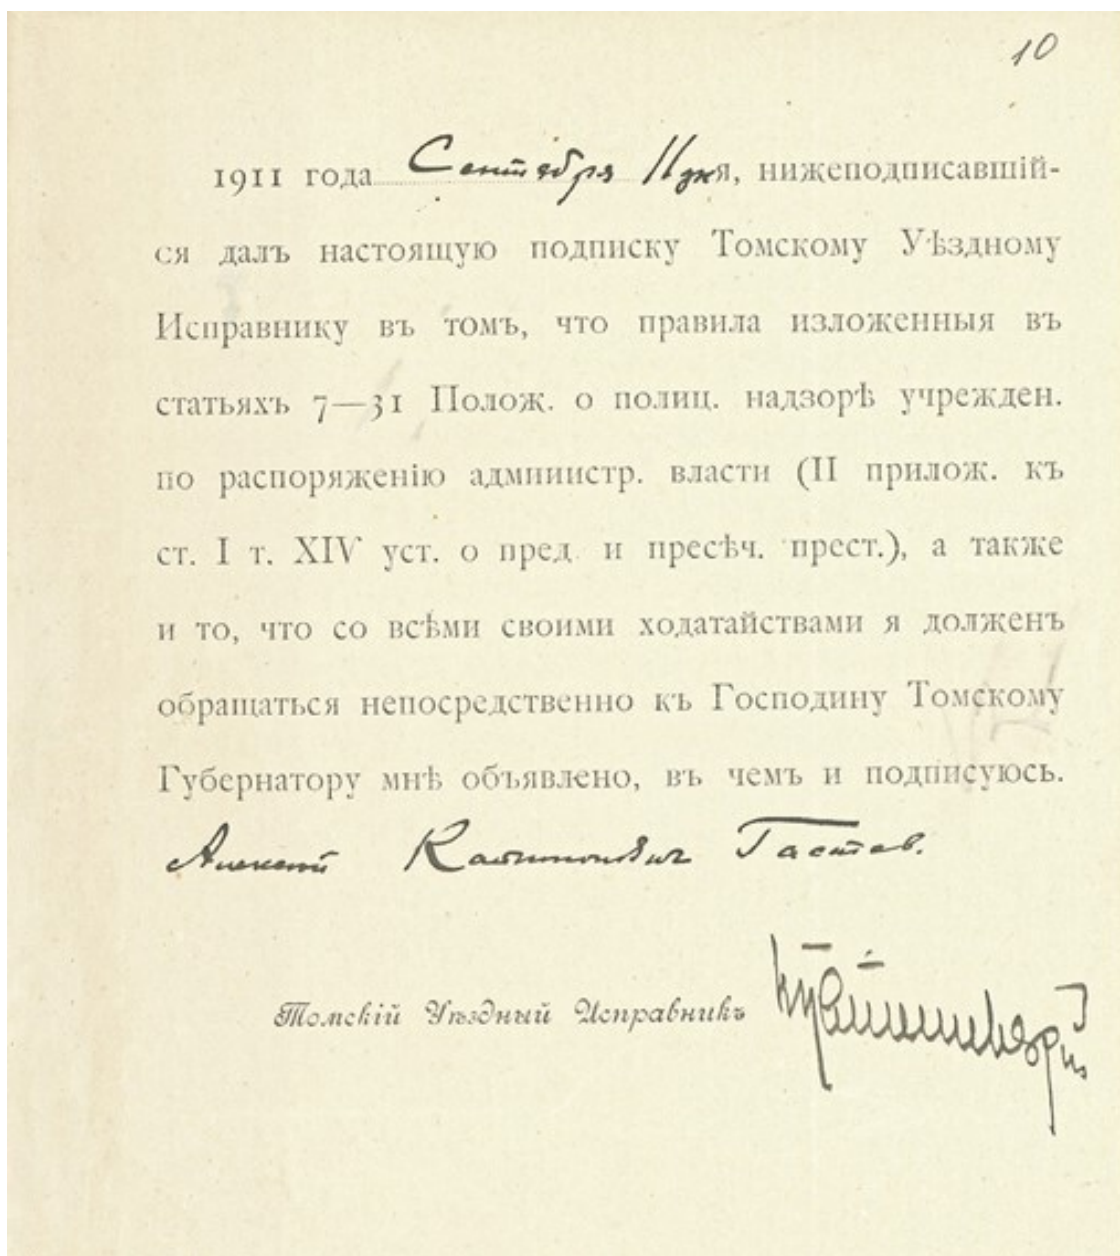 10
1911 года Сентября 11 дня, нижеподписавшій-
ся далъ настоящую подписку Томскому Уѣздному
Исправнику въ томъ, что правила изложенныя въ
статьяхъ 7—31 Полож. о полиц. надзорѣ учрежден.
по распоряженію администр. власти (II прилож. къ
ст. I т. XIV уст. о пред. и пресѣч. прест.), а также
и то, что со всѣми своими ходатайствами я долженъ
обращаться непосредственно къ Господину Томскому
Губернатору мнѣ объявлено, въ чемъ и подписуюсь.
Алексей Гастев.
Томскій Уѣздный Исправникъ